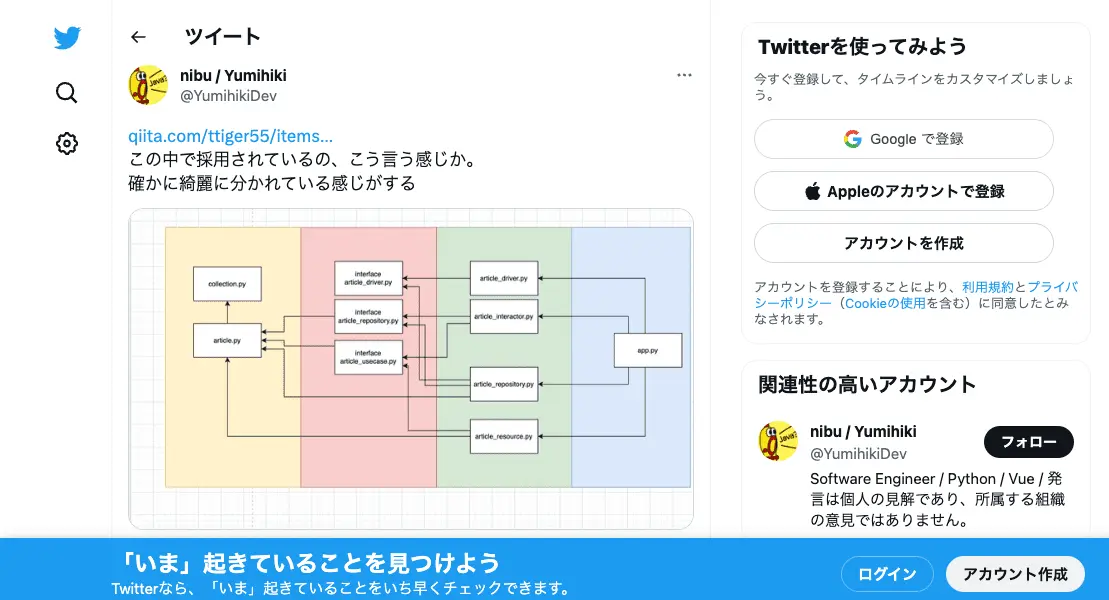 ツイート
nibu / Yumihiki
@YumihikiDev
qiita.com/ttiger55/items...
この中で採用されているの、こう言う感じか。
確かに綺麗に分かれている感じがする
collection.py
article.py
interface
article_driver.py
interface
article_repository.py
interface
article_usecase.py
article_driver.py
article_interactor.py
article_repository.py
article_resource.py
app.py
Twitterを使ってみよう
今すぐ登録して、タイムラインをカスタマイズしましょ
う。
Google で登録
Appleのアカウントで登録
アカウントを作成
アカウントを登録することにより、利用規約とプライバ
シーポリシー（Cookieの使用を含む）に同意したとみ
なされます。
関連性の高いアカウント
nibu / Yumihiki
@YumihikiDev
フォロー
Software Engineer / Python / Vue / 発
言は個人の見解であり、所属する組織
の意見ではありません。
「いま」起きていることを見つけよう
Twitterなら、「いま」起きていることをいち早くチェックできます。
ログイン
アカウント作成